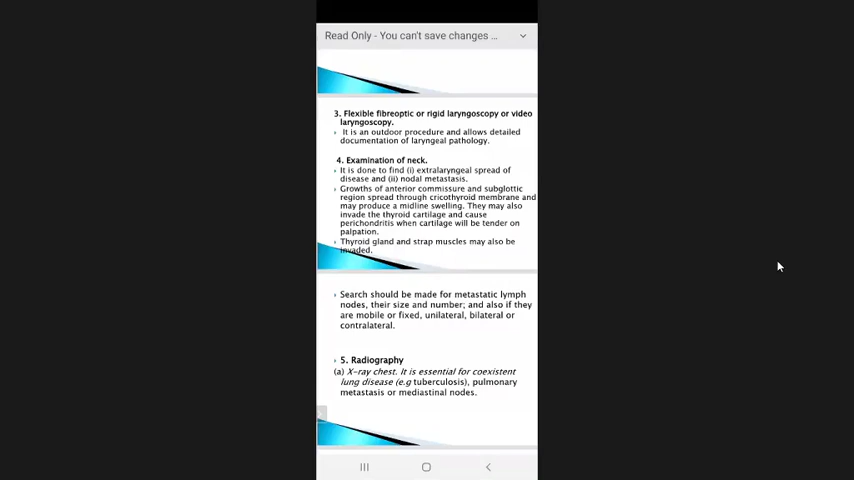 Read Only - You can't save changes ...
3. Flexible fibreoptic or rigid laryngoscopy or video
laryngoscopy.
› It is an outdoor procedure and allows detailed
documentation of laryngeal pathology.
4. Examination of neck.
› It is done to find (i) extralaryngeal spread of
disease and (ii) nodal metastasis.
› Growths of anterior commissure and subglottic
region spread through cricothyroid membrane and
may produce a midline swelling. They may also
invade the thyroid cartilage and cause
perichondritis when cartilage will be tender on
palpation.
› Thyroid gland and strap muscles may also be
invaded.
› Search should be made for metastatic lymph
nodes, their size and number; and also if they
are mobile or fixed, unilateral, bilateral or
contralateral.
› 5. Radiography
(a) X-ray chest. It is essential for coexistent
lung disease (e.g tuberculosis), pulmonary
metastasis or mediastinal nodes.